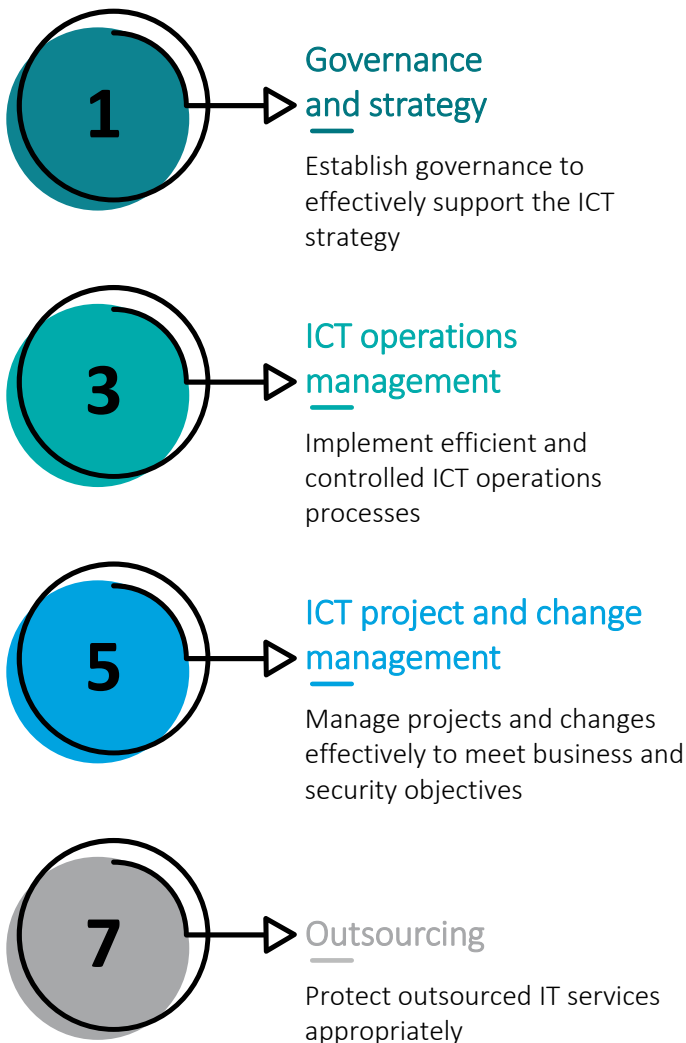 1
Governance
and strategy
Establish governance to
effectively support the ICT
strategy
3
ICT operations
management
Implement efficient and
controlled ICT operations
processes
5
ICT project and change
management
Manage projects and changes
effectively to meet business and
security objectives
7
Outsourcing
Protect outsourced IT services
appropriately